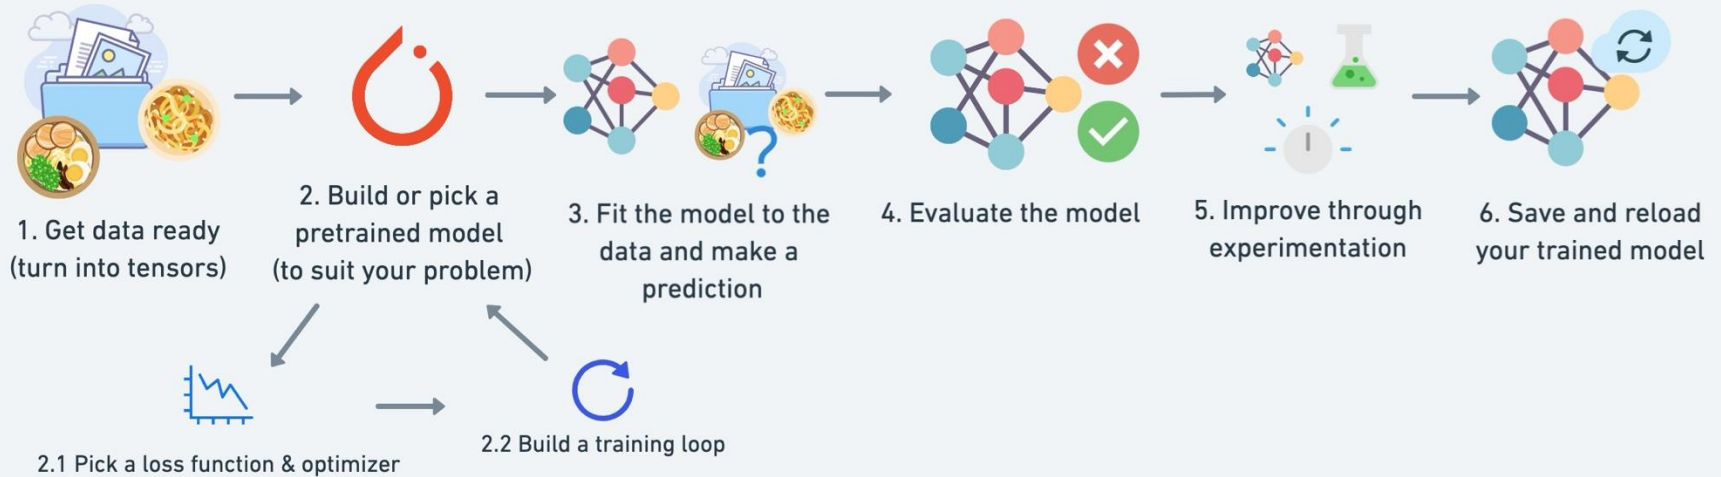 1. Get data ready
(turn into tensors)
2. Build or pick a
pretrained model
(to suit your problem)
3. Fit the model to the
data and make a
prediction
4. Evaluate the model
5. Improve through
experimentation
6. Save and reload
your trained model
2.1 Pick a loss function & optimizer
2.2 Build a training loop